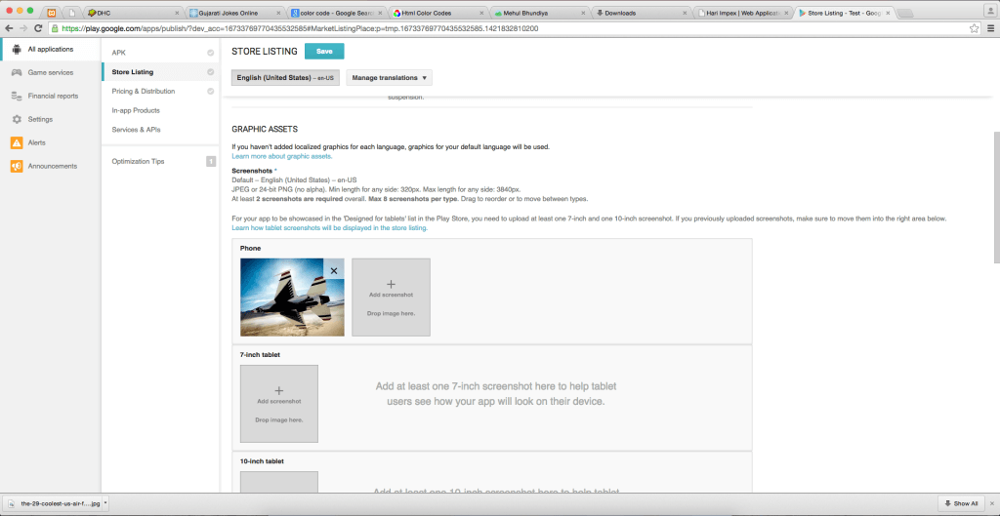 DHC
Gujarati Jokes Online
color code - Google Sear
Html Color Codes
Mehul Bhundiya
Downloads
Hari Impex | Web Applicat
Store Listing - Test - Goog
https://play.google.com/apps/publish/?dev_acc=16733769770435532585#MarketListingPlace:p=tmp.16733769770435532585.1421832810200
All applications
Game services
Financial reports
Settings
Alerts
Announcements
APK
Store Listing
Pricing & Distribution
In-app Products
Services & APIs
Optimization Tips
STORE LISTING
Save
English (United States) – en-US
Manage translations
suspension.
GRAPHIC ASSETS
If you haven't added localized graphics for each language, graphics for your default language will be used.
Learn more about graphic assets.
Screenshots *
Default – English (United States) – en-US
JPEG or 24-bit PNG (no alpha). Min length for any side: 320px. Max length for any side: 3840px.
At least 2 screenshots are required overall. Max 8 screenshots per type. Drag to reorder or to move between types.
For your app to be showcased in the 'Designed for tablets' list in the Play Store, you need to upload at least one 7-inch and one 10-inch screenshot. If you previously uploaded screenshots, make sure to move them into the right area below.
Learn how tablet screenshots will be displayed in the store listing.
Phone
Add screenshot
Drop image here.
7-inch tablet
Add screenshot
Drop image here.
Add at least one 7-inch screenshot here to help tablet
users see how your app will look on their device.
10-inch tablet
Add at least one 10-inch screenshot here to help tablet
the-29-coolest-us-air-f....jpg
Show All